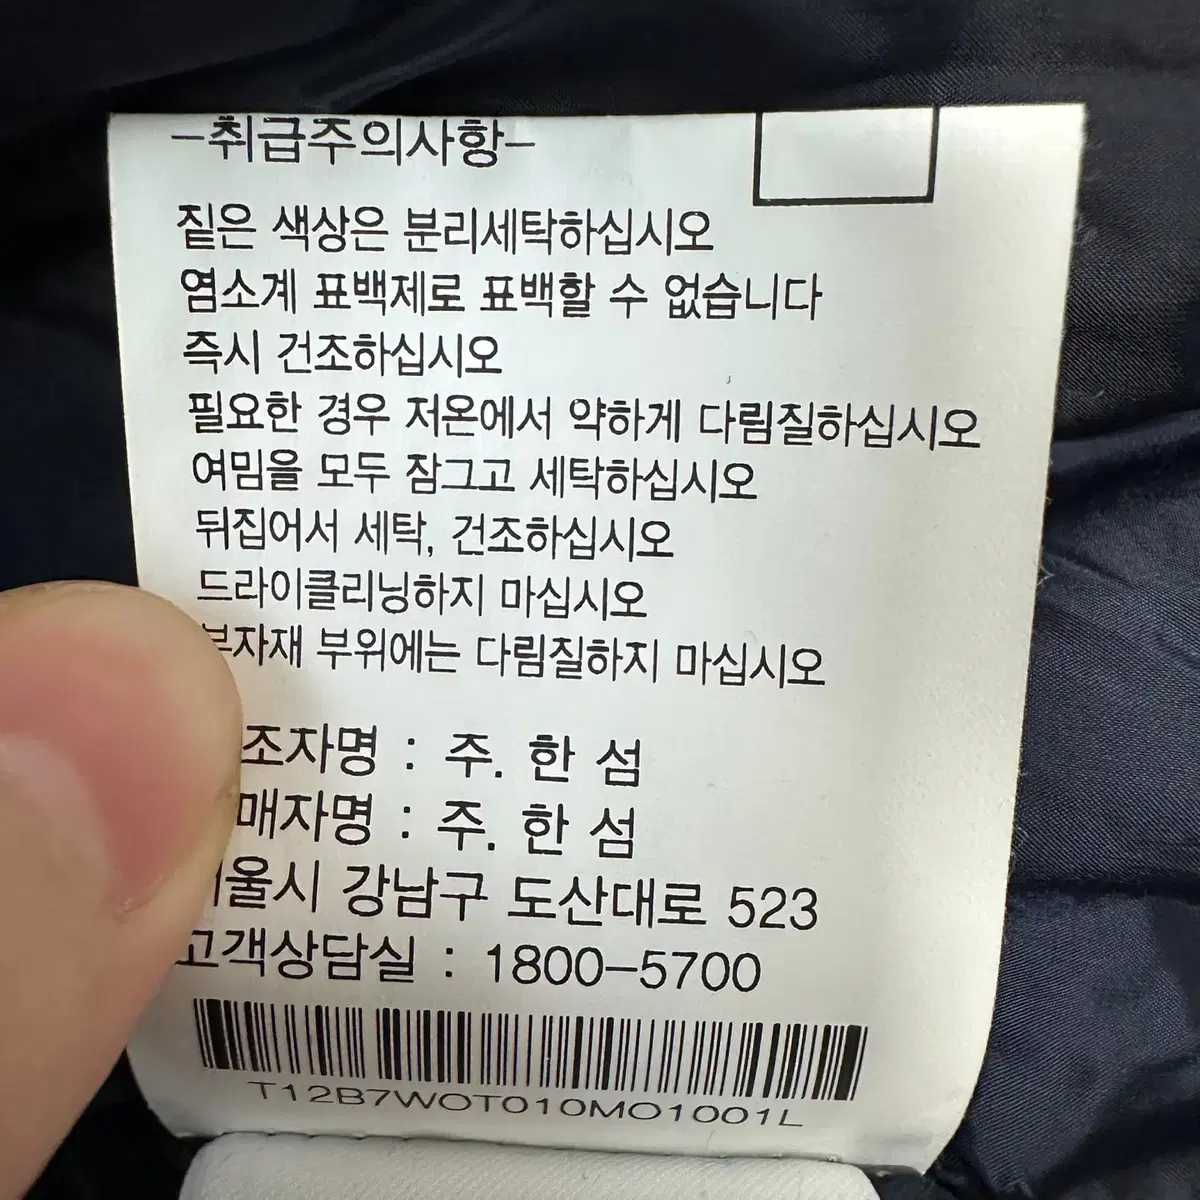 -취급주의사항-
짙은 색상은 분리세탁하십시오
염소계 표백제로 표백할 수 없습니다
즉시 건조하십시오
필요한 경우 저온에서 약하게 다림질하십시오
여밈을 모두 잠그고 세탁하십시오
뒤집어서 세탁, 건조하십시오
드라이클리닝하지 마십시오
부자재 부위에는 다림질하지 마십시오
조자명 : 주. 한 섬
매자명 : 주. 한 섬
서울시 강남구 도산대로 523
고객상담실 : 1800-5700
T12B7WOT010MO1001L